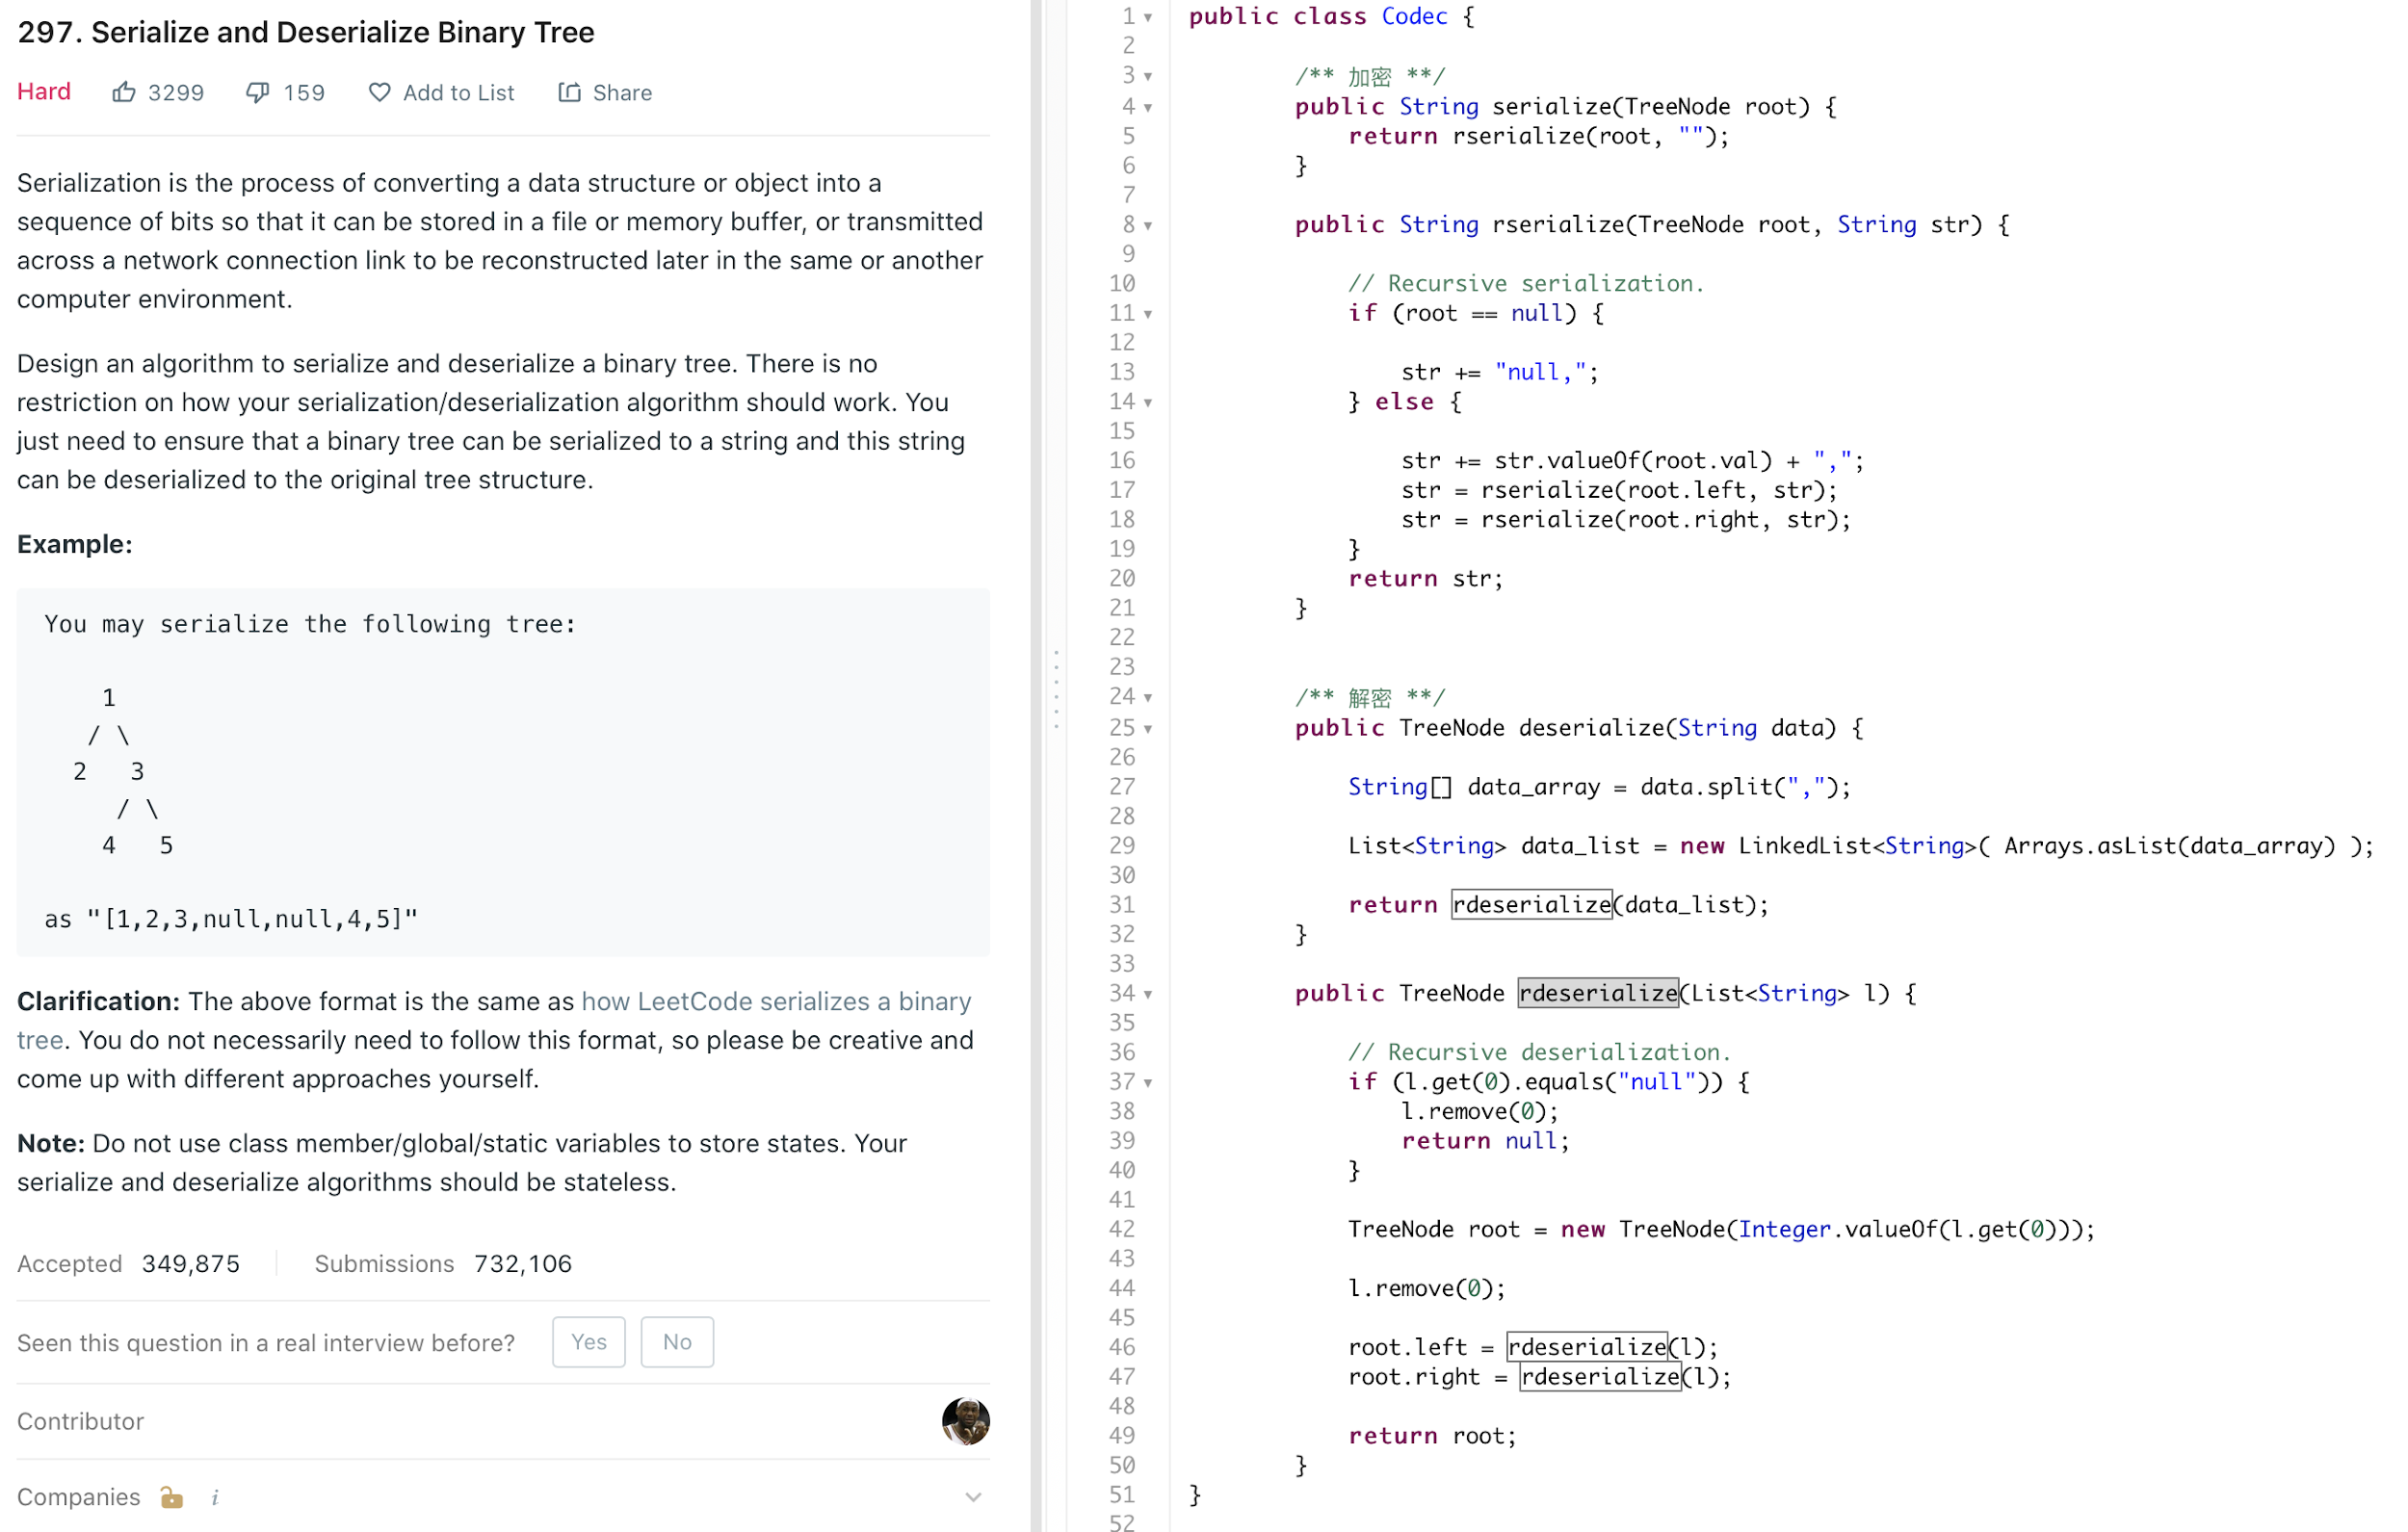 297. Serialize and Deserialize Binary Tree
Hard 3299 159 Add to List Share
Serialization is the process of converting a data structure or object into a
sequence of bits so that it can be stored in a file or memory buffer, or transmitted
across a network connection link to be reconstructed later in the same or another
computer environment.
Design an algorithm to serialize and deserialize a binary tree. There is no
restriction on how your serialization/deserialization algorithm should work. You
just need to ensure that a binary tree can be serialized to a string and this string
can be deserialized to the original tree structure.
Example:
You may serialize the following tree:
    1
   / \
  2   3
     / \
    4   5
as "[1,2,3,null,null,4,5]"
Clarification: The above format is the same as how LeetCode serializes a binary
tree. You do not necessarily need to follow this format, so please be creative and
come up with different approaches yourself.
Note: Do not use class member/global/static variables to store states. Your
serialize and deserialize algorithms should be stateless.
Accepted 349,875 Submissions 732,106
Seen this question in a real interview before? Yes No
Contributor
Companies i
1 public class Codec {
2
3         /** 加密 **/
4         public String serialize(TreeNode root) {
5             return rserialize(root, "");
6         }
7
8         public String rserialize(TreeNode root, String str) {
9
10             // Recursive serialization.
11             if (root == null) {
12
13                 str += "null,";
14             } else {
15
16                 str += str.valueOf(root.val) + ",";
17                 str = rserialize(root.left, str);
18                 str = rserialize(root.right, str);
19             }
20             return str;
21         }
22
23
24         /** 解密 **/
25         public TreeNode deserialize(String data) {
26
27             String[] data_array = data.split(",");
28
29             List<String> data_list = new LinkedList<String>( Arrays.asList(data_array) );
30
31             return rdeserialize(data_list);
32         }
33
34         public TreeNode rdeserialize(List<String> l) {
35
36             // Recursive deserialization.
37             if (l.get(0).equals("null")) {
38                 l.remove(0);
39                 return null;
40             }
41
42             TreeNode root = new TreeNode(Integer.valueOf(l.get(0)));
43
44             l.remove(0);
45
46             root.left = rdeserialize(l);
47             root.right = rdeserialize(l);
48
49             return root;
50         }
51 }
52